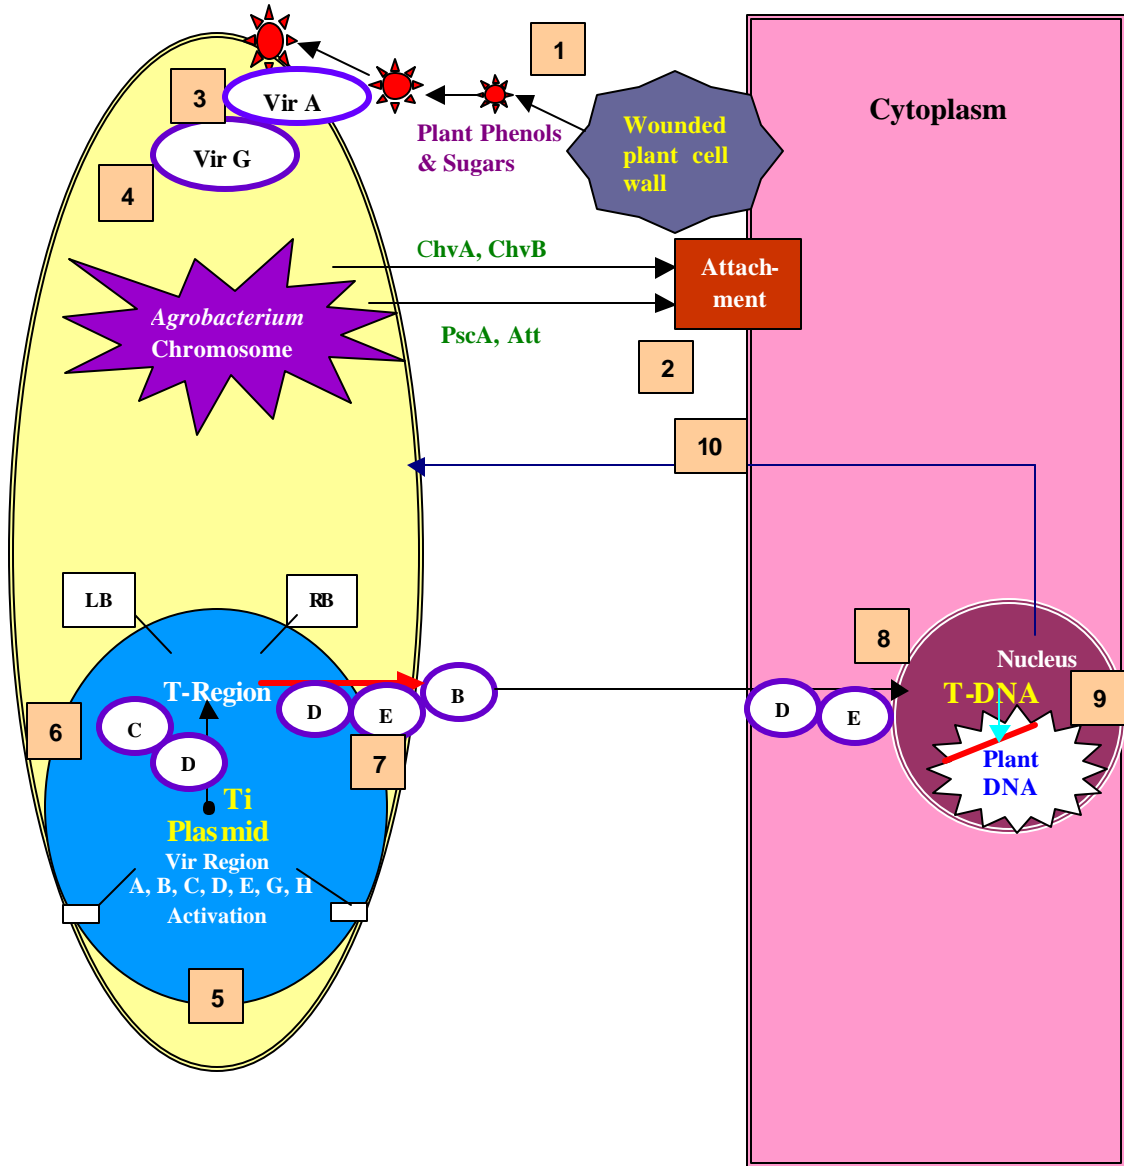 1
3
Vir A
Cytoplasm
Plant Phenols
& Sugars
Wounded
plant cell
wall
Vir G
4
ChvA, ChvB
Attach-
ment
Agrobacterium
Chromosome
PscA, Att
2
10
LB
RB
8
Nucleus
T-Region
T-DNA
9
D
E
B
D
E
6
C
D
7
Plant
DNA
Ti
Plasmid
Vir Region
A, B, C, D, E, G, H
Activation
5